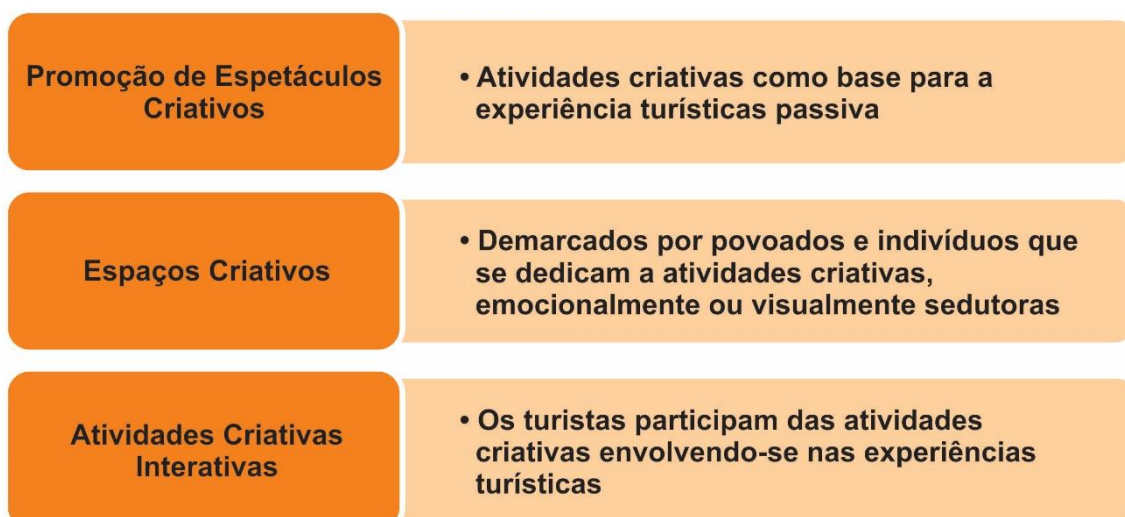 Promoção de Espetáculos
Criativos
• Atividades criativas como base para a
experiência turísticas passiva
Espaços Criativos
• Demarcados por povoados e indivíduos que
se dedicam a atividades criativas,
emocionalmente ou visualmente sedutoras
Atividades Criativas
Interativas
• Os turistas participam das atividades
criativas envolvendo-se nas experiências
turísticas